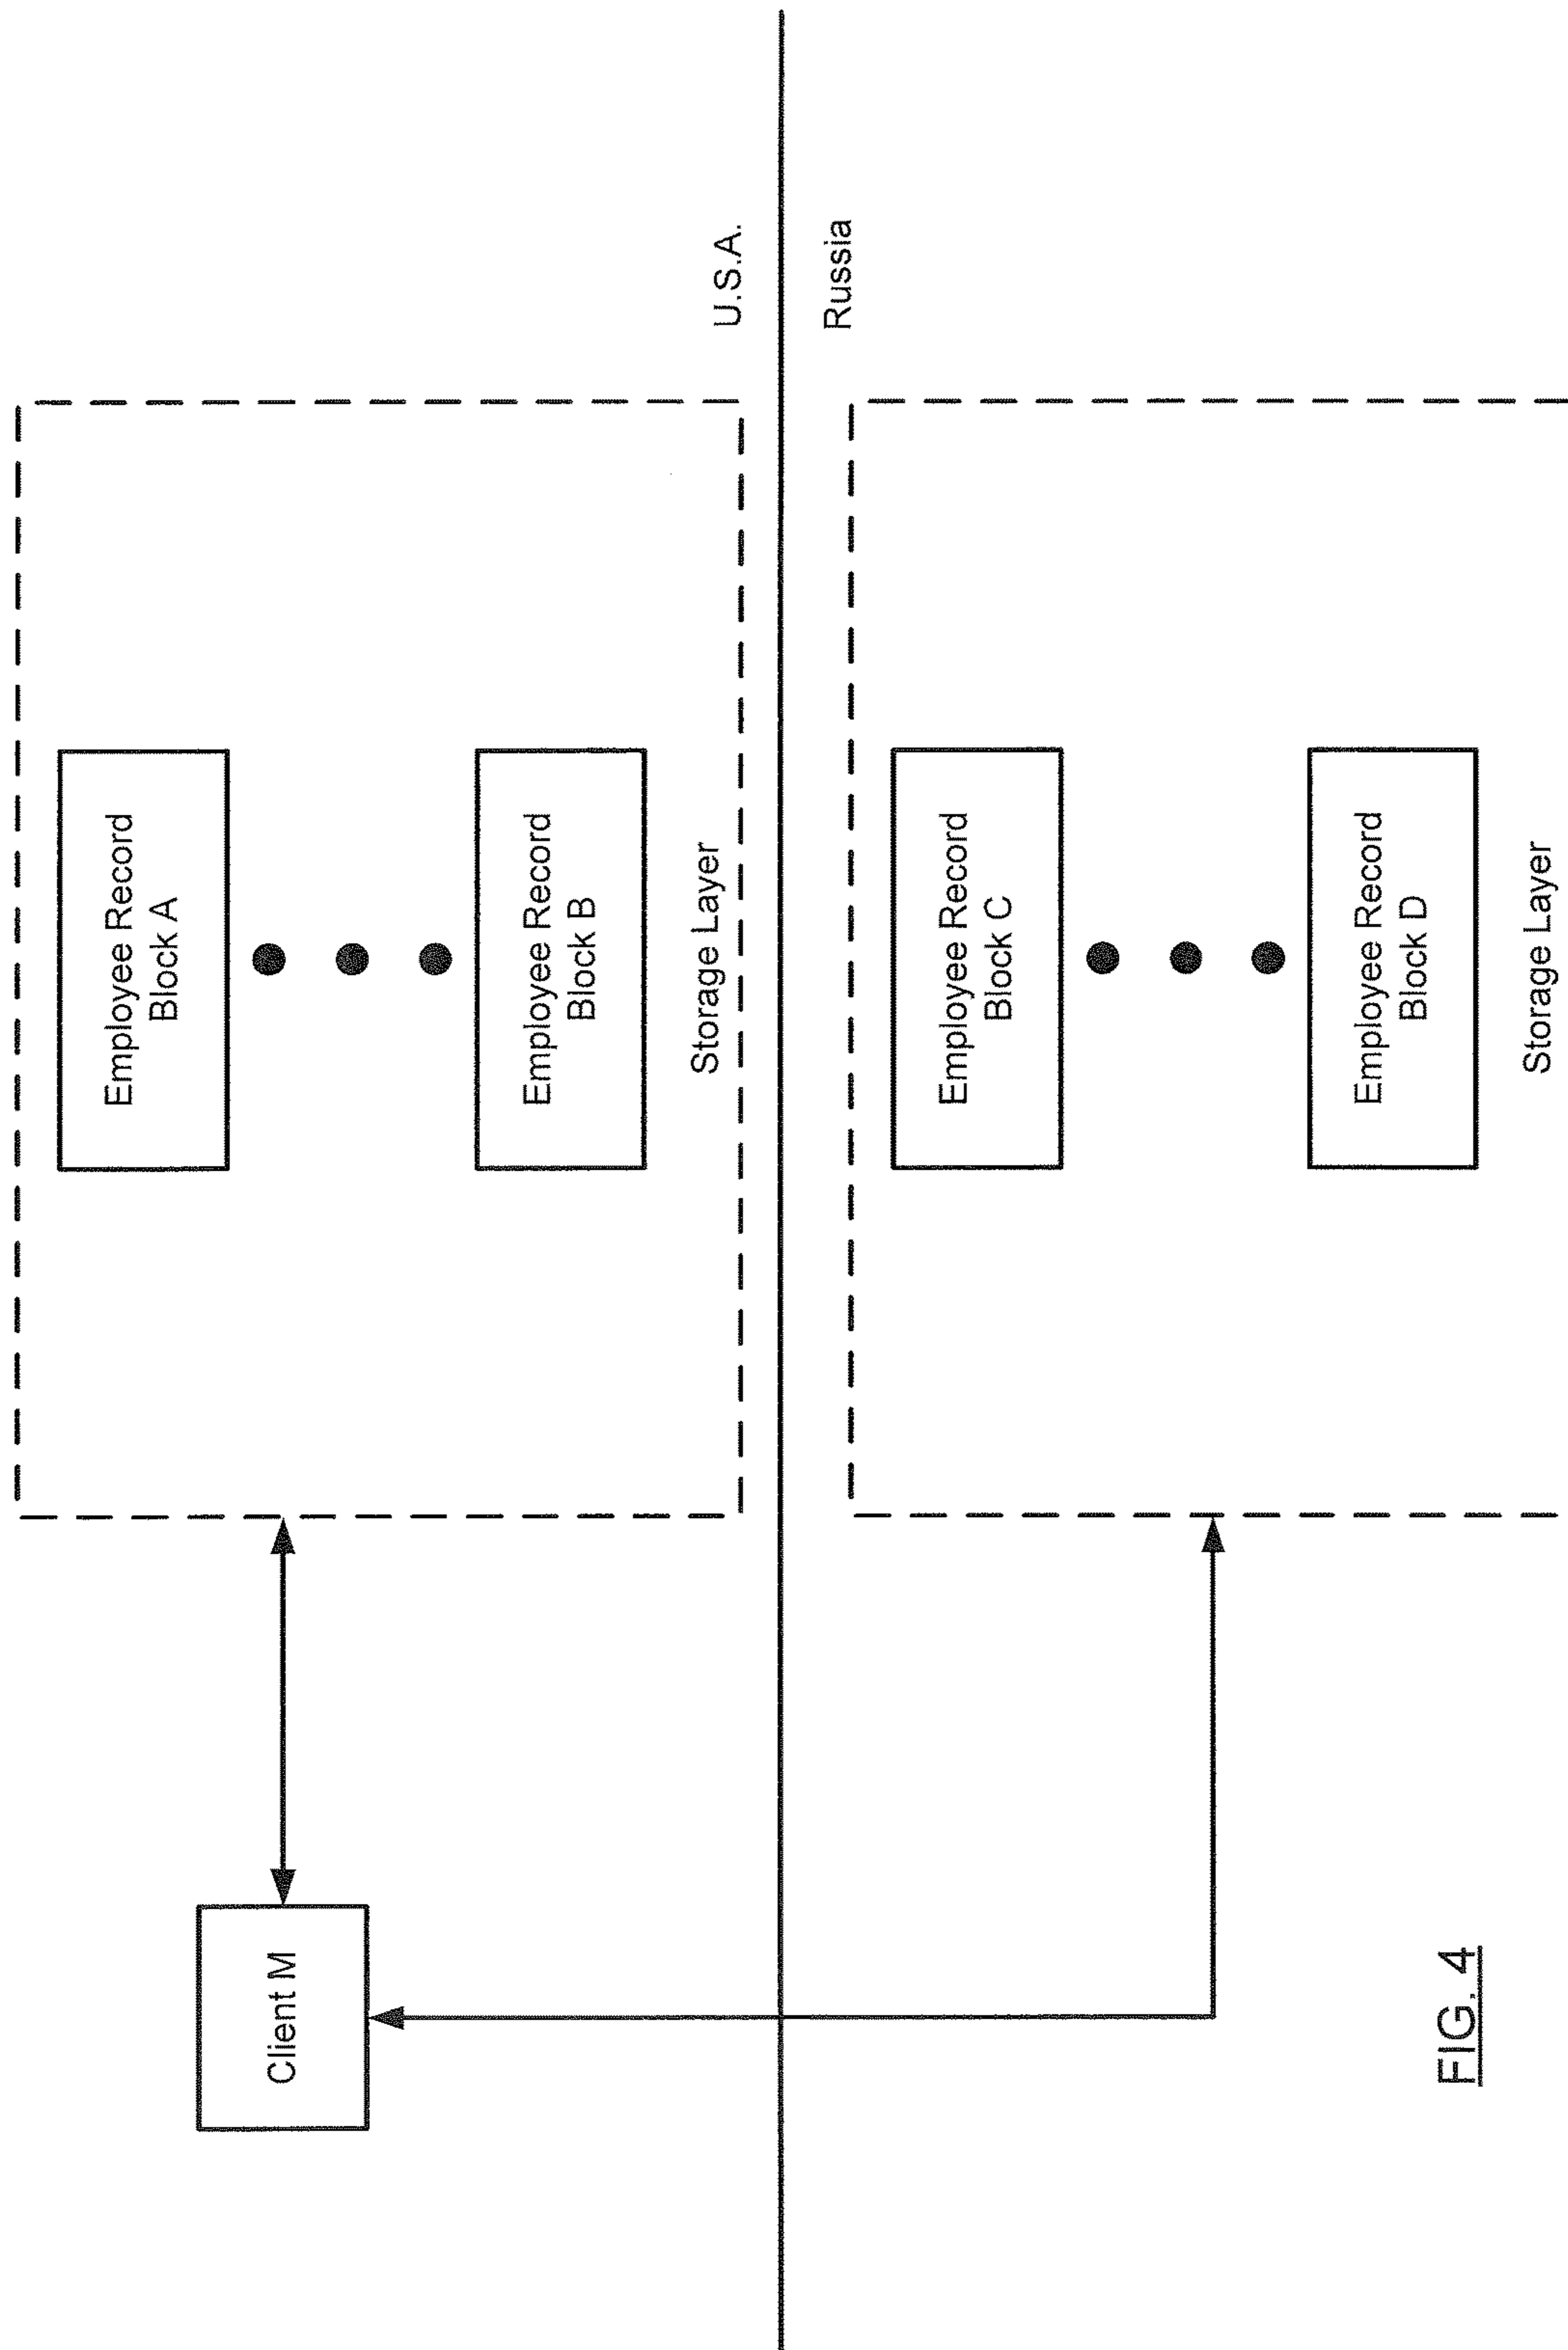 Client M
Employee Record
Block A
Employee Record
Block B
Storage Layer
U.S.A.
Russia
Employee Record
Block C
Employee Record
Block D
Storage Layer
FIG. 4